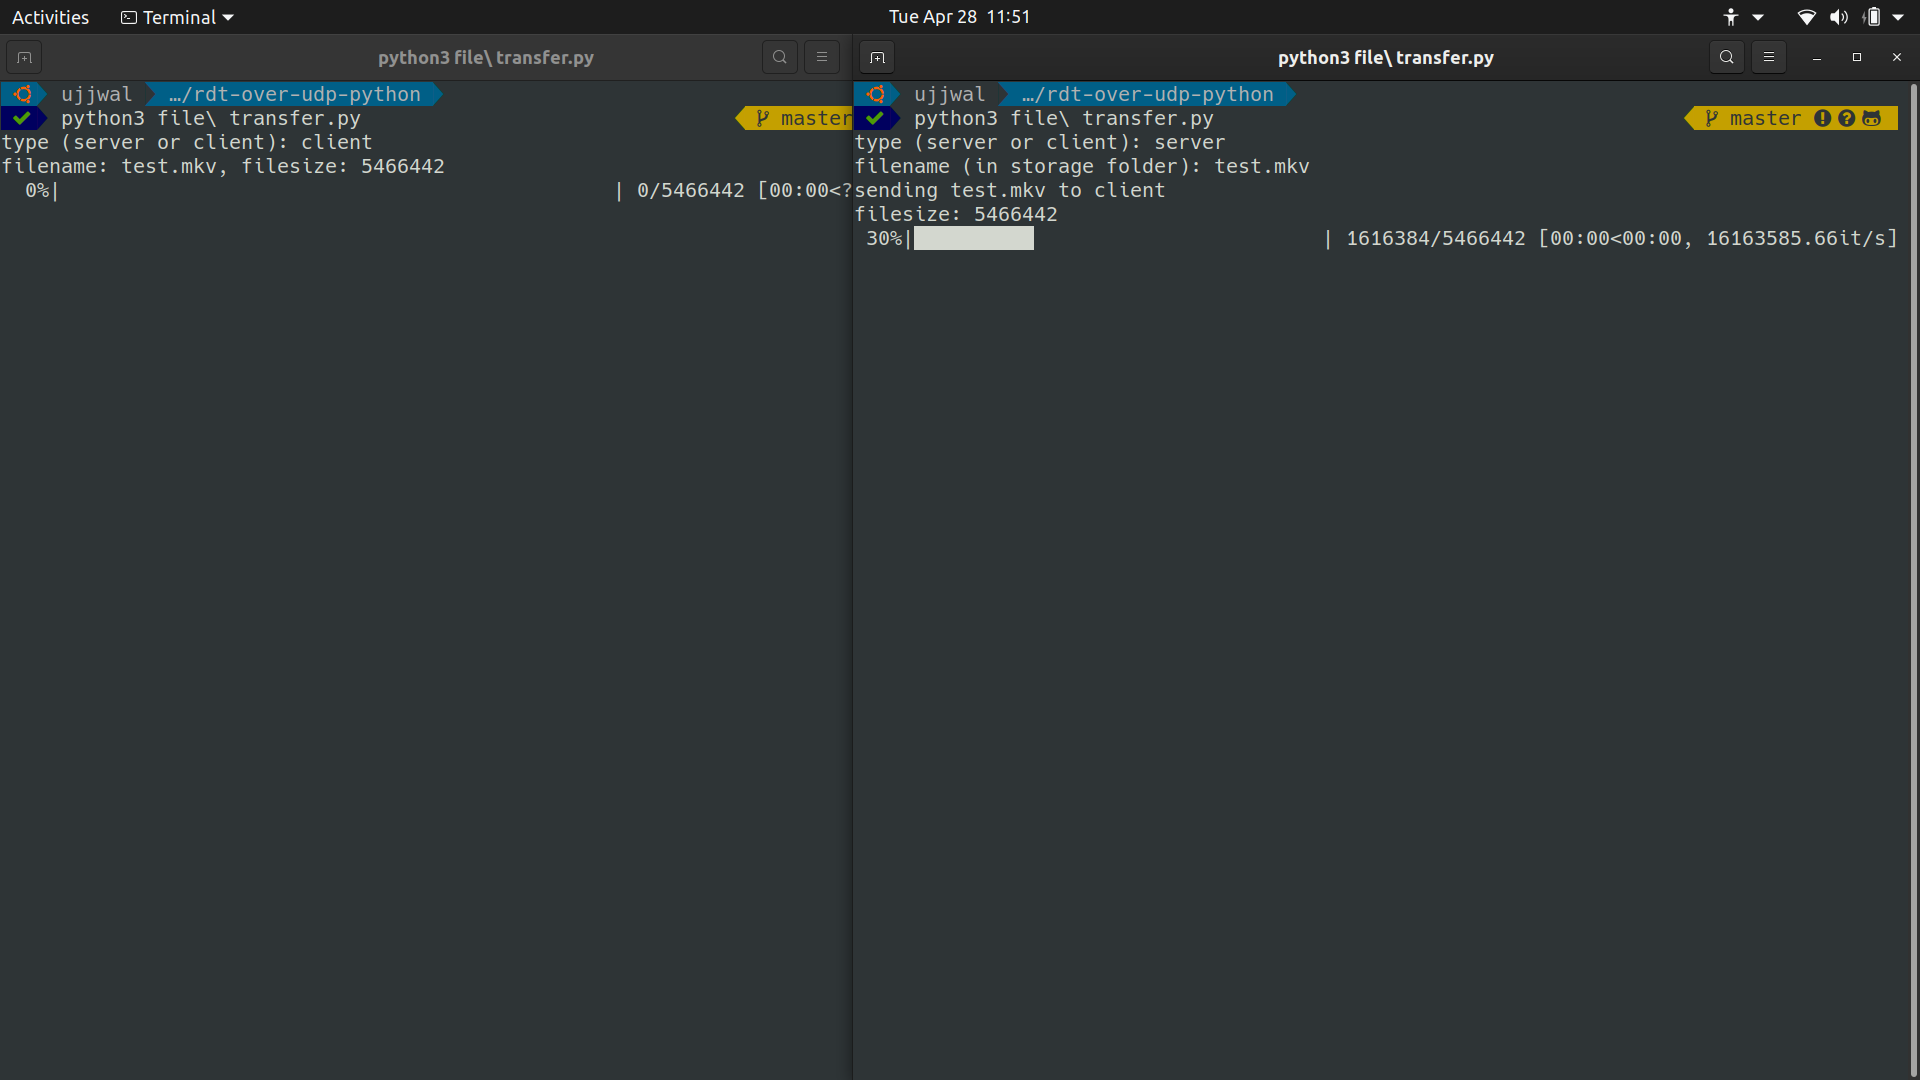 Activities Terminal Tue Apr 28 11:51
python3 file\ transfer.py
ujjwal …/rdt-over-udp-python
python3 file\ transfer.py master
type (server or client): client
filename: test.mkv, filesize: 5466442
0%| | 0/5466442 [00:00<?
python3 file\ transfer.py
ujjwal …/rdt-over-udp-python
python3 file\ transfer.py master
type (server or client): server
filename (in storage folder): test.mkv
sending test.mkv to client
filesize: 5466442
30%| | 1616384/5466442 [00:00<00:00, 16163585.66it/s]